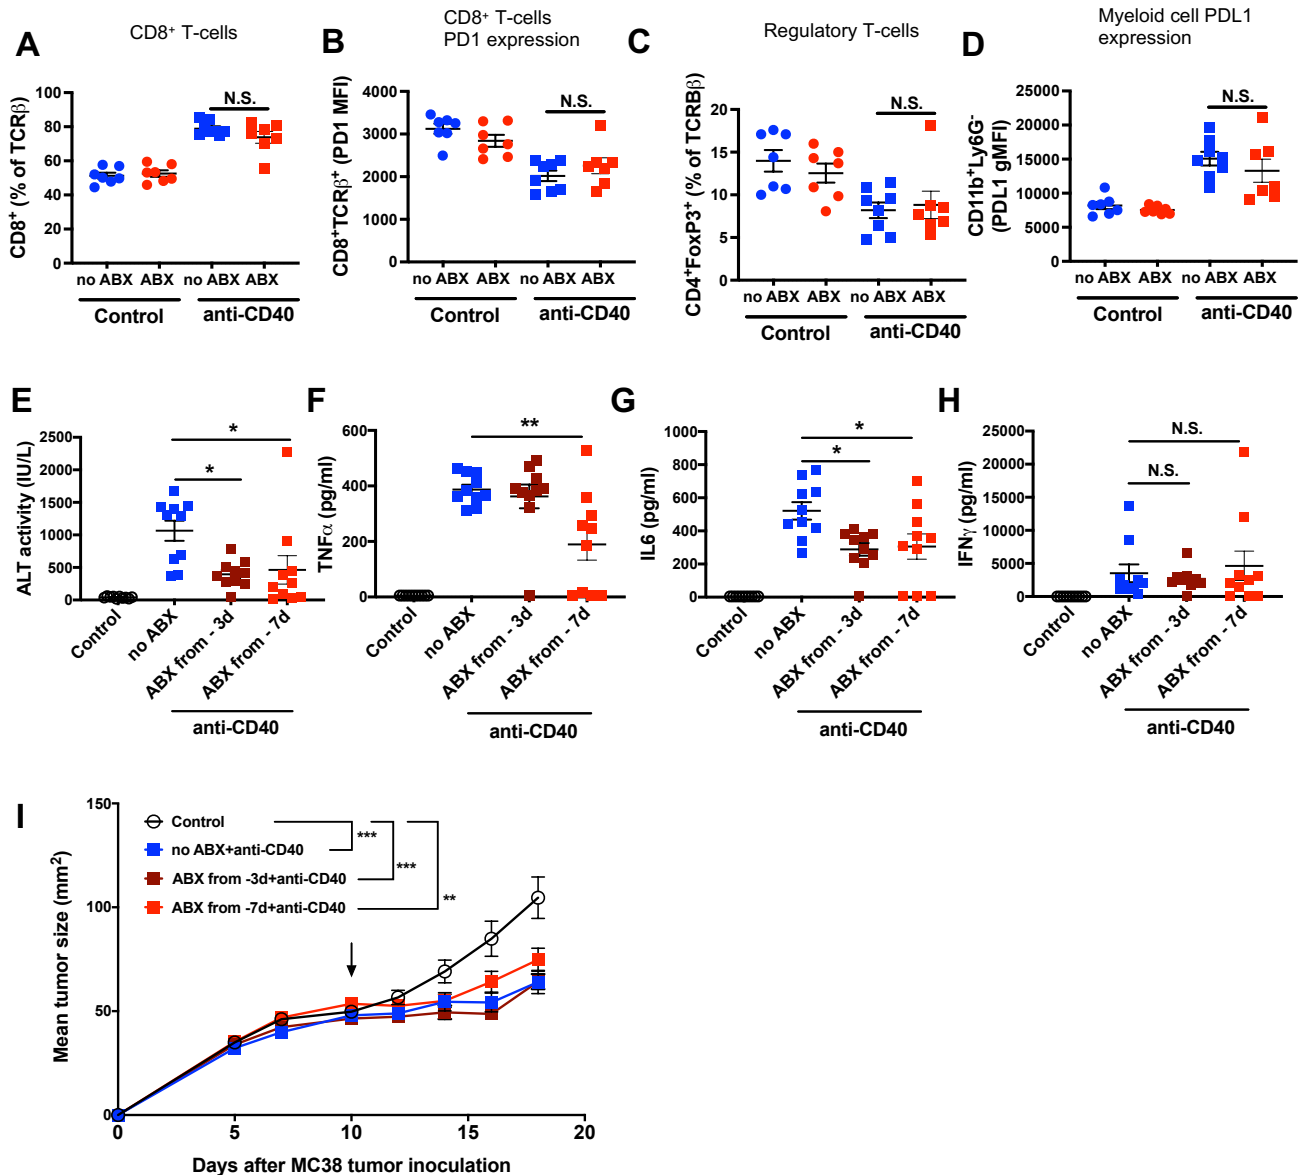 A
CD8⁺ T-cells
CD8⁺ (% of TCRβ)
100
80
60
40
20
0
N.S.
no ABX ABX no ABX ABX
Control anti-CD40
B
CD8⁺ T-cells
PD1 expression
CD8⁺TCRβ⁺ (PD1 MFI)
4000
3000
2000
1000
0
N.S.
no ABX ABX no ABX ABX
Control anti-CD40
C
Regulatory T-cells
CD4⁺FoxP3⁺ (% of TCRBβ)
20
15
10
5
0
N.S.
no ABX ABX no ABX ABX
Control anti-CD40
D
Myeloid cell PDL1
expression
CD11b⁺Ly6G⁻
(PDL1 gMFI)
25000
20000
15000
10000
5000
0
N.S.
no ABX ABX no ABX ABX
Control anti-CD40
E
ALT activity (IU/L)
2500
2000
1500
1000
500
0
*
*
Control
no ABX
ABX from - 3d
ABX from - 7d
anti-CD40
F
TNFα (pg/ml)
600
400
200
0
**
Control
no ABX
ABX from - 3d
ABX from - 7d
anti-CD40
G
IL6 (pg/ml)
1000
800
600
400
200
0
*
*
Control
no ABX
ABX from - 3d
ABX from - 7d
anti-CD40
H
IFNγ (pg/ml)
25000
20000
15000
10000
5000
0
N.S.
N.S.
Control
no ABX
ABX from - 3d
ABX from - 7d
anti-CD40
I
Mean tumor size (mm²)
150
100
50
0
Control
no ABX+anti-CD40
ABX from -3d+anti-CD40
ABX from -7d+anti-CD40
***
***
**
0 5 10 15 20
Days after MC38 tumor inoculation